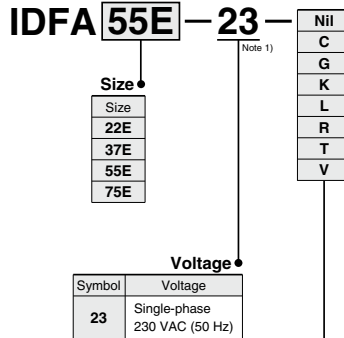 IDFA 55E — 23 —
Note 1)
Nil
C
G
K
L
R
T
V
Size
Size
22E
37E
55E
75E
Voltage
Symbol Voltage
23 Single-phase
230 VAC (50 Hz)